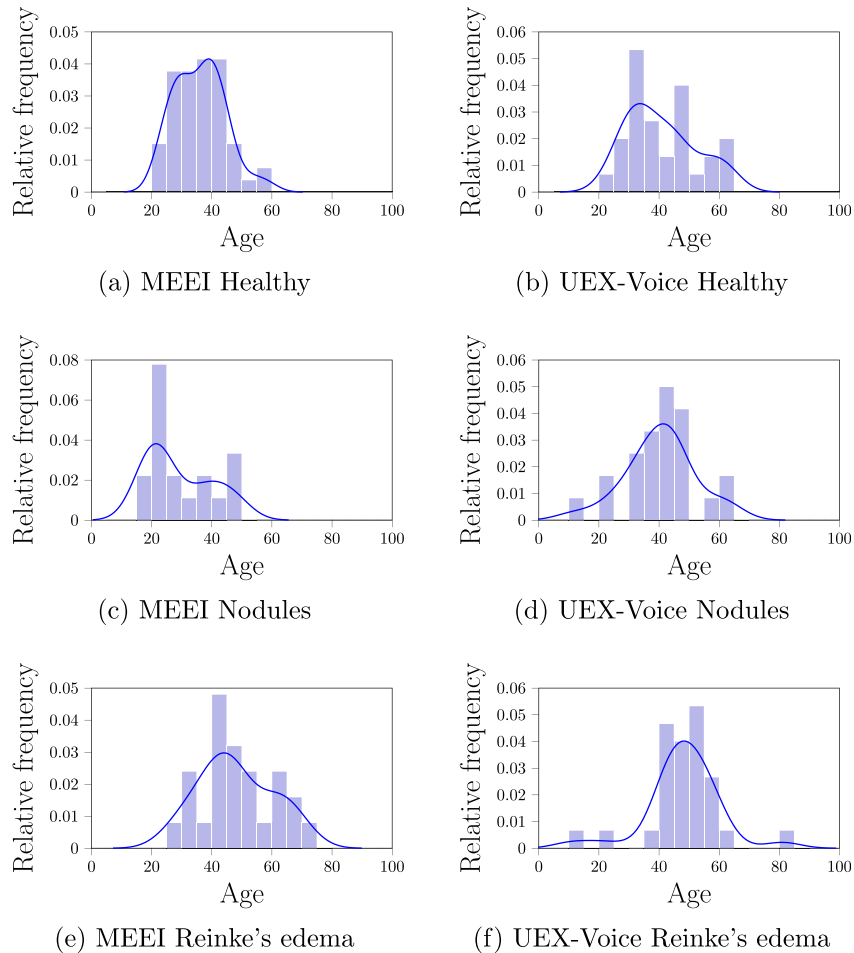 Relative frequency
0.05
0.04
0.03
0.02
0.01
0
0 20 40 60 80 100
Age
(a) MEEI Healthy
Relative frequency
0.06
0.05
0.04
0.03
0.02
0.01
0
0 20 40 60 80 100
Age
(b) UEX-Voice Healthy
Relative frequency
0.08
0.06
0.04
0.02
0
0 20 40 60 80 100
Age
(c) MEEI Nodules
Relative frequency
0.06
0.05
0.04
0.03
0.02
0.01
0
0 20 40 60 80 100
Age
(d) UEX-Voice Nodules
Relative frequency
0.05
0.04
0.03
0.02
0.01
0
0 20 40 60 80 100
Age
(e) MEEI Reinke's edema
Relative frequency
0.06
0.05
0.04
0.03
0.02
0.01
0
0 20 40 60 80 100
Age
(f) UEX-Voice Reinke's edema